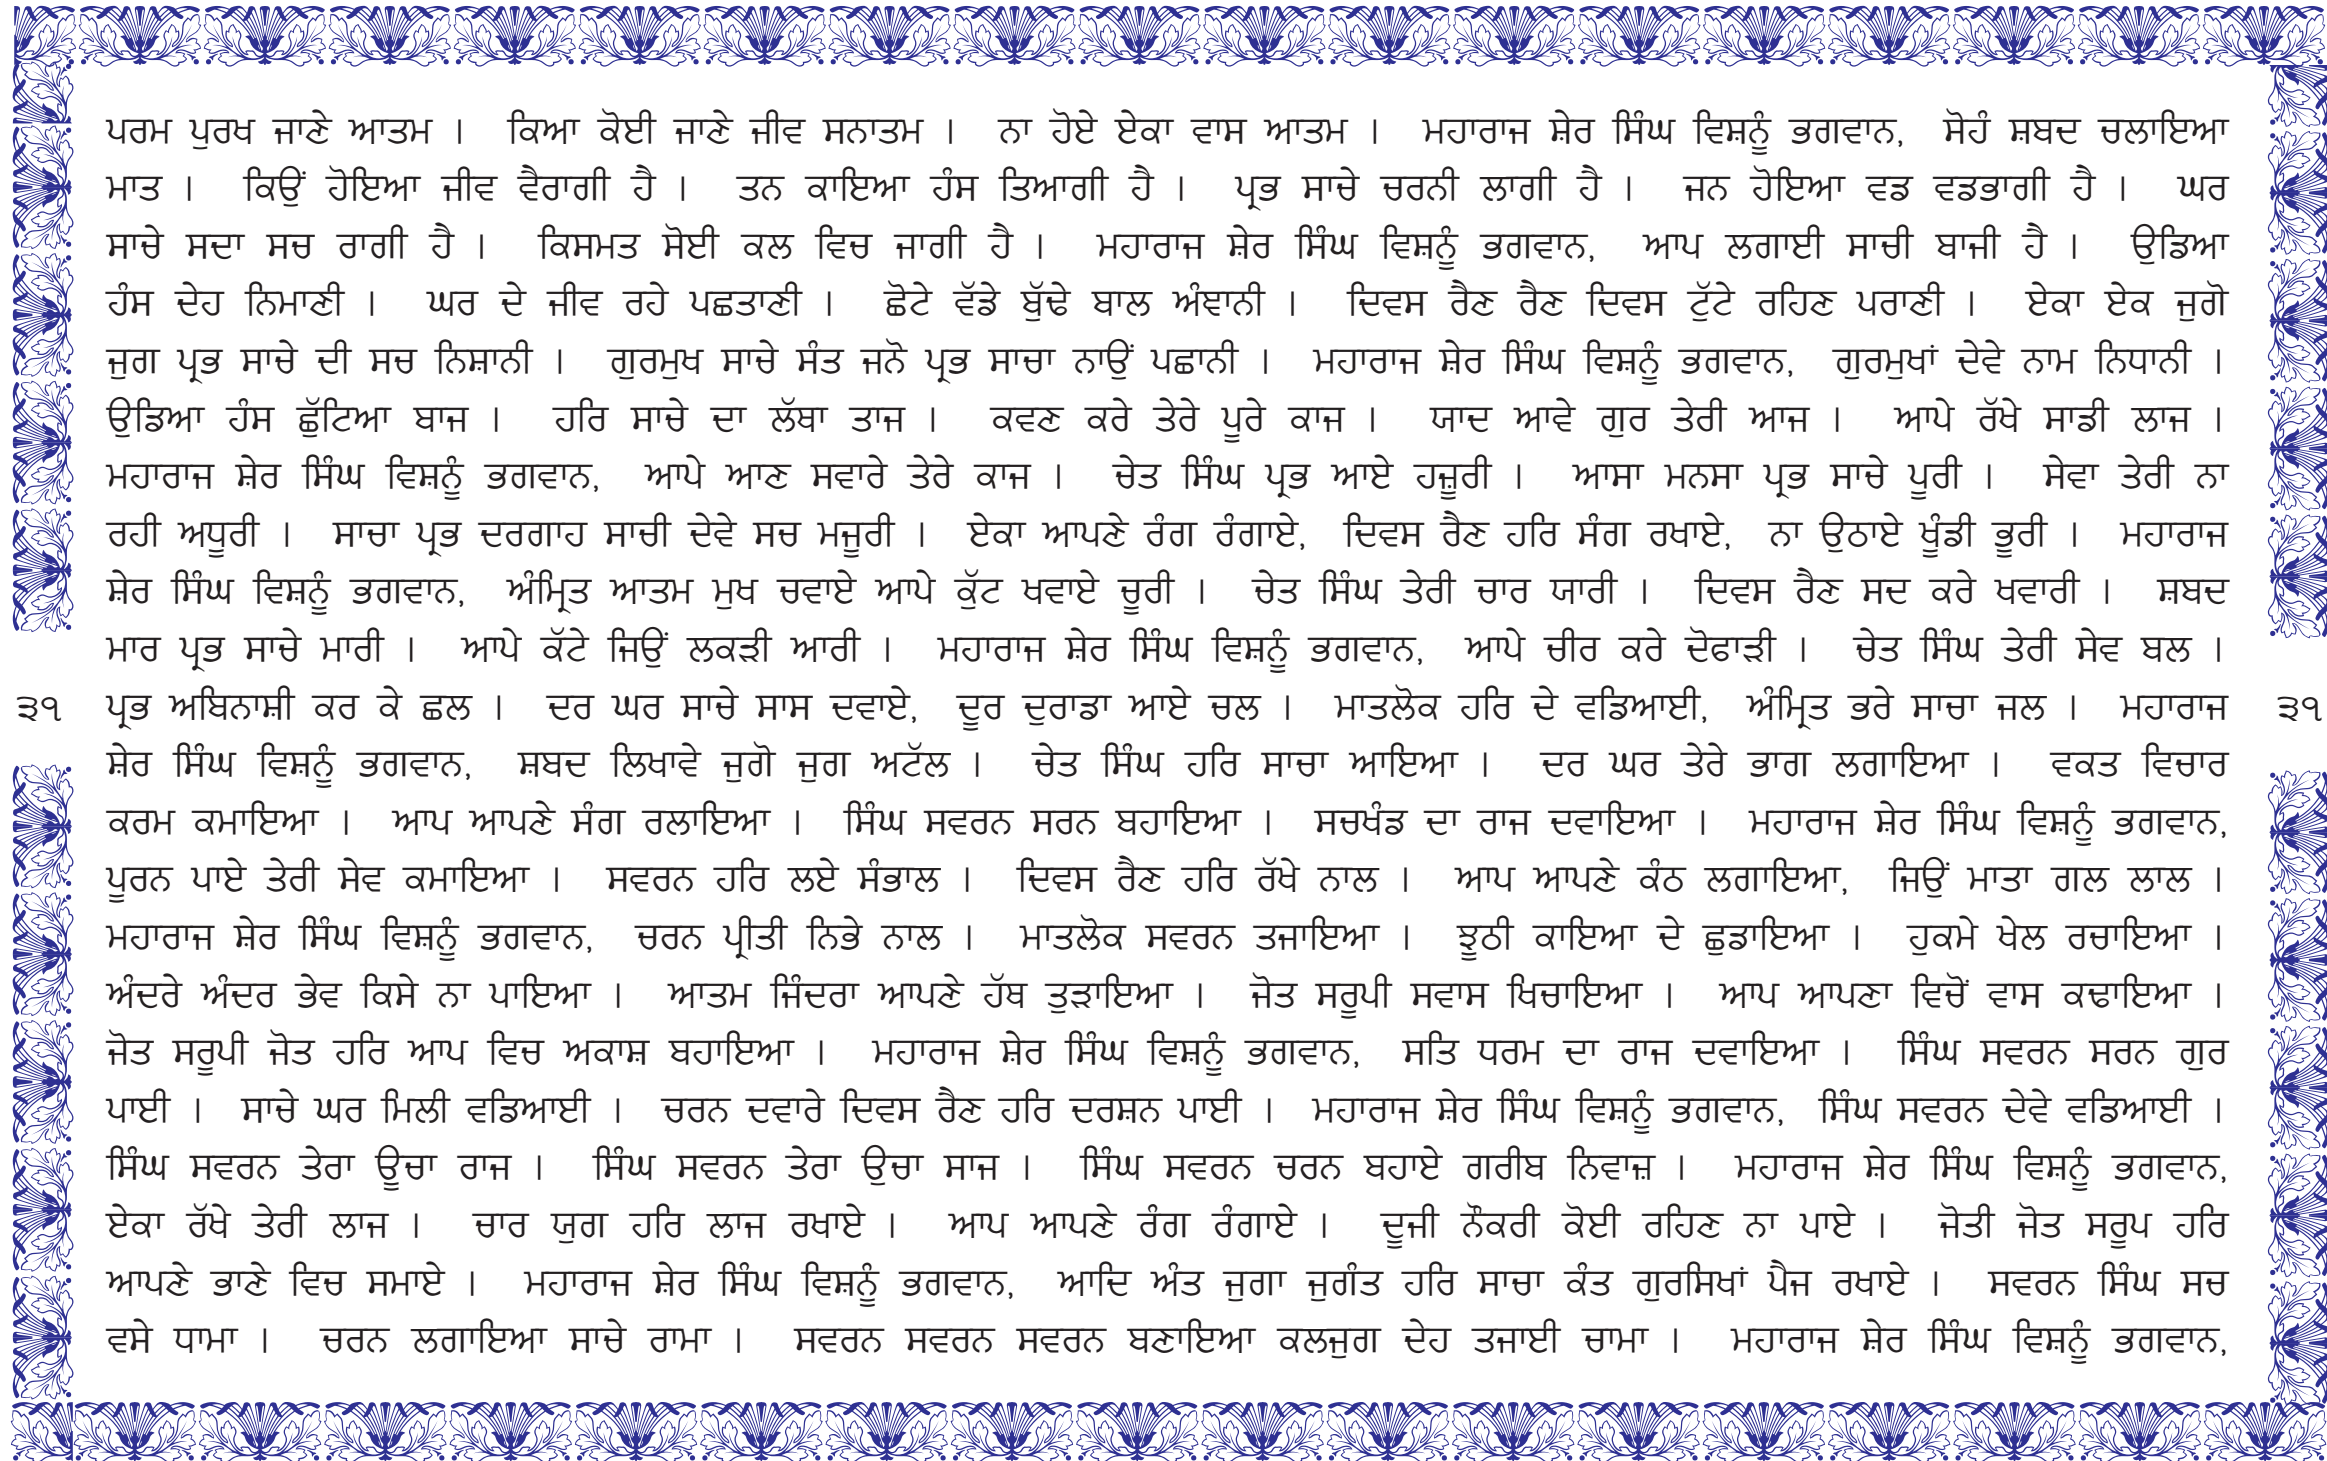 ਪਰਮ ਪੁਰਖ ਜਾਣੇ ਆਤਮ । ਕਿਆ ਕੋਈ ਜਾਣੇ ਜੀਵ ਸਨਾਤਮ । ਨਾ ਹੋਏ ਏਕਾ ਵਾਸ ਆਤਮ । ਮਹਾਰਾਜ ਸ਼ੇਰ ਸਿੰਘ ਵਿਸ਼ਨੂੰ ਭਗਵਾਨ, ਸੋਹੰ ਸ਼ਬਦ ਚਲਾਇਆ
ਮਾਤ । ਕਿਉਂ ਹੋਇਆ ਜੀਵ ਵੈਰਾਗੀ ਹੈ । ਤਨ ਕਾਇਆ ਹੰਸ ਤਿਆਗੀ ਹੈ । ਪ੍ਰਭ ਸਾਚੇ ਚਰਨੀ ਲਾਗੀ ਹੈ । ਜਨ ਹੋਇਆ ਵਡ ਵਡਭਾਗੀ ਹੈ । ਘਰ
ਸਾਚੇ ਸਦਾ ਸਚ ਰਾਗੀ ਹੈ । ਕਿਸਮਤ ਸੋਈ ਕਲ ਵਿਚ ਜਾਗੀ ਹੈ । ਮਹਾਰਾਜ ਸ਼ੇਰ ਸਿੰਘ ਵਿਸ਼ਨੂੰ ਭਗਵਾਨ, ਆਪ ਲਗਾਈ ਸਾਚੀ ਬਾਜੀ ਹੈ । ਉਡਿਆ
ਹੰਸ ਦੇਹ ਨਿਮਾਣੀ । ਘਰ ਦੇ ਜੀਵ ਰਹੇ ਪਛਤਾਣੀ । ਛੋਟੇ ਵੱਡੇ ਬੁੱਢੇ ਬਾਲ ਅੰਞਾਨੀ । ਦਿਵਸ ਰੈਣ ਰੈਣ ਦਿਵਸ ਟੁੱਟੇ ਰਹਿਣ ਪਰਾਣੀ । ਏਕਾ ਏਕ ਜੁਗੋ
ਜੁਗ ਪ੍ਰਭ ਸਾਚੇ ਦੀ ਸਚ ਨਿਸ਼ਾਨੀ । ਗੁਰਮੁਖ ਸਾਚੇ ਸੰਤ ਜਨੋ ਪ੍ਰਭ ਸਾਚਾ ਨਾਉਂ ਪਛਾਨੀ । ਮਹਾਰਾਜ ਸ਼ੇਰ ਸਿੰਘ ਵਿਸ਼ਨੂੰ ਭਗਵਾਨ, ਗੁਰਮੁਖਾਂ ਦੇਵੇ ਨਾਮ ਨਿਧਾਨੀ ।
ਉਡਿਆ ਹੰਸ ਛੁੱਟਿਆ ਬਾਜ । ਹਰਿ ਸਾਚੇ ਦਾ ਲੱਥਾ ਤਾਜ । ਕਵਣ ਕਰੇ ਤੇਰੇ ਪੂਰੇ ਕਾਜ । ਯਾਦ ਆਵੇ ਗੁਰ ਤੇਰੀ ਆਜ । ਆਪੇ ਰੱਖੇ ਸਾਡੀ ਲਾਜ ।
ਮਹਾਰਾਜ ਸ਼ੇਰ ਸਿੰਘ ਵਿਸ਼ਨੂੰ ਭਗਵਾਨ, ਆਪੇ ਆਣ ਸਵਾਰੇ ਤੇਰੇ ਕਾਜ । ਚੇਤ ਸਿੰਘ ਪ੍ਰਭ ਆਏ ਹਜ਼ੂਰੀ । ਆਸਾ ਮਨਸਾ ਪ੍ਰਭ ਸਾਚੇ ਪੂਰੀ । ਸੇਵਾ ਤੇਰੀ ਨਾ
ਰਹੀ ਅਧੂਰੀ । ਸਾਚਾ ਪ੍ਰਭ ਦਰਗਾਹ ਸਾਚੀ ਦੇਵੇ ਸਚ ਮਜੂਰੀ । ਏਕਾ ਆਪਣੇ ਰੰਗ ਰੰਗਾਏ, ਦਿਵਸ ਰੈਣ ਹਰਿ ਸੰਗ ਰਖਾਏ, ਨਾ ਉਠਾਏ ਖੂੰਡੀ ਭੂਰੀ । ਮਹਾਰਾਜ
ਸ਼ੇਰ ਸਿੰਘ ਵਿਸ਼ਨੂੰ ਭਗਵਾਨ, ਅੰਮ੍ਰਿਤ ਆਤਮ ਮੁਖ ਚਵਾਏ ਆਪੇ ਕੁੱਟ ਖਵਾਏ ਚੂਰੀ । ਚੇਤ ਸਿੰਘ ਤੇਰੀ ਚਾਰ ਯਾਰੀ । ਦਿਵਸ ਰੈਣ ਸਦ ਕਰੇ ਖਵਾਰੀ । ਸ਼ਬਦ
ਮਾਰ ਪ੍ਰਭ ਸਾਚੇ ਮਾਰੀ । ਆਪੇ ਕੱਟੇ ਜਿਉਂ ਲਕੜੀ ਆਰੀ । ਮਹਾਰਾਜ ਸ਼ੇਰ ਸਿੰਘ ਵਿਸ਼ਨੂੰ ਭਗਵਾਨ, ਆਪੇ ਚੀਰ ਕਰੇ ਦੋਫਾੜੀ । ਚੇਤ ਸਿੰਘ ਤੇਰੀ ਸੇਵ ਬਲ ।
੩੧ ਪ੍ਰਭ ਅਬਿਨਾਸ਼ੀ ਕਰ ਕੇ ਛਲ । ਦਰ ਘਰ ਸਾਚੇ ਸਾਸ ਦਵਾਏ, ਦੂਰ ਦੁਰਾਡਾ ਆਏ ਚਲ । ਮਾਤਲੋਕ ਹਰਿ ਦੇ ਵਡਿਆਈ, ਅੰਮ੍ਰਿਤ ਭਰੇ ਸਾਚਾ ਜਲ । ਮਹਾਰਾਜ ੩੧
ਸ਼ੇਰ ਸਿੰਘ ਵਿਸ਼ਨੂੰ ਭਗਵਾਨ, ਸ਼ਬਦ ਲਿਖਾਵੇ ਜੁਗੋ ਜੁਗ ਅਟੱਲ । ਚੇਤ ਸਿੰਘ ਹਰਿ ਸਾਚਾ ਆਇਆ । ਦਰ ਘਰ ਤੇਰੇ ਭਾਗ ਲਗਾਇਆ । ਵਕਤ ਵਿਚਾਰ
ਕਰਮ ਕਮਾਇਆ । ਆਪ ਆਪਣੇ ਸੰਗ ਰਲਾਇਆ । ਸਿੰਘ ਸਵਰਨ ਸਰਨ ਬਹਾਇਆ । ਸਚਖੰਡ ਦਾ ਰਾਜ ਦਵਾਇਆ । ਮਹਾਰਾਜ ਸ਼ੇਰ ਸਿੰਘ ਵਿਸ਼ਨੂੰ ਭਗਵਾਨ,
ਪੂਰਨ ਪਾਏ ਤੇਰੀ ਸੇਵ ਕਮਾਇਆ । ਸਵਰਨ ਹਰਿ ਲਏ ਸੰਭਾਲ । ਦਿਵਸ ਰੈਣ ਹਰਿ ਰੱਖੇ ਨਾਲ । ਆਪ ਆਪਣੇ ਕੰਠ ਲਗਾਇਆ, ਜਿਉਂ ਮਾਤਾ ਗਲ ਲਾਲ ।
ਮਹਾਰਾਜ ਸ਼ੇਰ ਸਿੰਘ ਵਿਸ਼ਨੂੰ ਭਗਵਾਨ, ਚਰਨ ਪ੍ਰੀਤੀ ਨਿਭੇ ਨਾਲ । ਮਾਤਲੋਕ ਸਵਰਨ ਤਜਾਇਆ । ਝੂਠੀ ਕਾਇਆ ਦੇ ਛੁਡਾਇਆ । ਹੁਕਮੇ ਖੇਲ ਰਚਾਇਆ ।
ਅੰਦਰੇ ਅੰਦਰ ਭੇਵ ਕਿਸੇ ਨਾ ਪਾਇਆ । ਆਤਮ ਜਿੰਦਰਾ ਆਪਣੇ ਹੱਥ ਤੁੜਾਇਆ । ਜੋਤ ਸਰੂਪੀ ਸਵਾਸ ਖਿਚਾਇਆ । ਆਪ ਆਪਣਾ ਵਿਚੋਂ ਵਾਸ ਕਢਾਇਆ ।
ਜੋਤ ਸਰੂਪੀ ਜੋਤ ਹਰਿ ਆਪ ਵਿਚ ਅਕਾਸ਼ ਬਹਾਇਆ । ਮਹਾਰਾਜ ਸ਼ੇਰ ਸਿੰਘ ਵਿਸ਼ਨੂੰ ਭਗਵਾਨ, ਸਤਿ ਧਰਮ ਦਾ ਰਾਜ ਦਵਾਇਆ । ਸਿੰਘ ਸਵਰਨ ਸਰਨ ਗੁਰ
ਪਾਈ । ਸਾਚੇ ਘਰ ਮਿਲੀ ਵਡਿਆਈ । ਚਰਨ ਦਵਾਰੇ ਦਿਵਸ ਰੈਣ ਹਰਿ ਦਰਸ਼ਨ ਪਾਈ । ਮਹਾਰਾਜ ਸ਼ੇਰ ਸਿੰਘ ਵਿਸ਼ਨੂੰ ਭਗਵਾਨ, ਸਿੰਘ ਸਵਰਨ ਦੇਵੇ ਵਡਿਆਈ ।
ਸਿੰਘ ਸਵਰਨ ਤੇਰਾ ਊਚਾ ਰਾਜ । ਸਿੰਘ ਸਵਰਨ ਤੇਰਾ ਉਚਾ ਸਾਜ । ਸਿੰਘ ਸਵਰਨ ਚਰਨ ਬਹਾਏ ਗਰੀਬ ਨਿਵਾਜ਼ । ਮਹਾਰਾਜ ਸ਼ੇਰ ਸਿੰਘ ਵਿਸ਼ਨੂੰ ਭਗਵਾਨ,
ਏਕਾ ਰੱਖੇ ਤੇਰੀ ਲਾਜ । ਚਾਰ ਯੁਗ ਹਰਿ ਲਾਜ ਰਖਾਏ । ਆਪ ਆਪਣੇ ਰੰਗ ਰੰਗਾਏ । ਦੂਜੀ ਨੌਕਰੀ ਕੋਈ ਰਹਿਣ ਨਾ ਪਾਏ । ਜੋਤੀ ਜੋਤ ਸਰੂਪ ਹਰਿ
ਆਪਣੇ ਭਾਣੇ ਵਿਚ ਸਮਾਏ । ਮਹਾਰਾਜ ਸ਼ੇਰ ਸਿੰਘ ਵਿਸ਼ਨੂੰ ਭਗਵਾਨ, ਆਦਿ ਅੰਤ ਜੁਗਾ ਜੁਗੰਤ ਹਰਿ ਸਾਚਾ ਕੰਤ ਗੁਰਸਿਖਾਂ ਪੈਜ ਰਖਾਏ । ਸਵਰਨ ਸਿੰਘ ਸਚ
ਵਸੇ ਧਾਮਾ । ਚਰਨ ਲਗਾਇਆ ਸਾਚੇ ਰਾਮਾ । ਸਵਰਨ ਸਵਰਨ ਸਵਰਨ ਬਣਾਇਆ ਕਲਜੁਗ ਦੇਹ ਤਜਾਈ ਚਾਮਾ । ਮਹਾਰਾਜ ਸ਼ੇਰ ਸਿੰਘ ਵਿਸ਼ਨੂੰ ਭਗਵਾਨ,